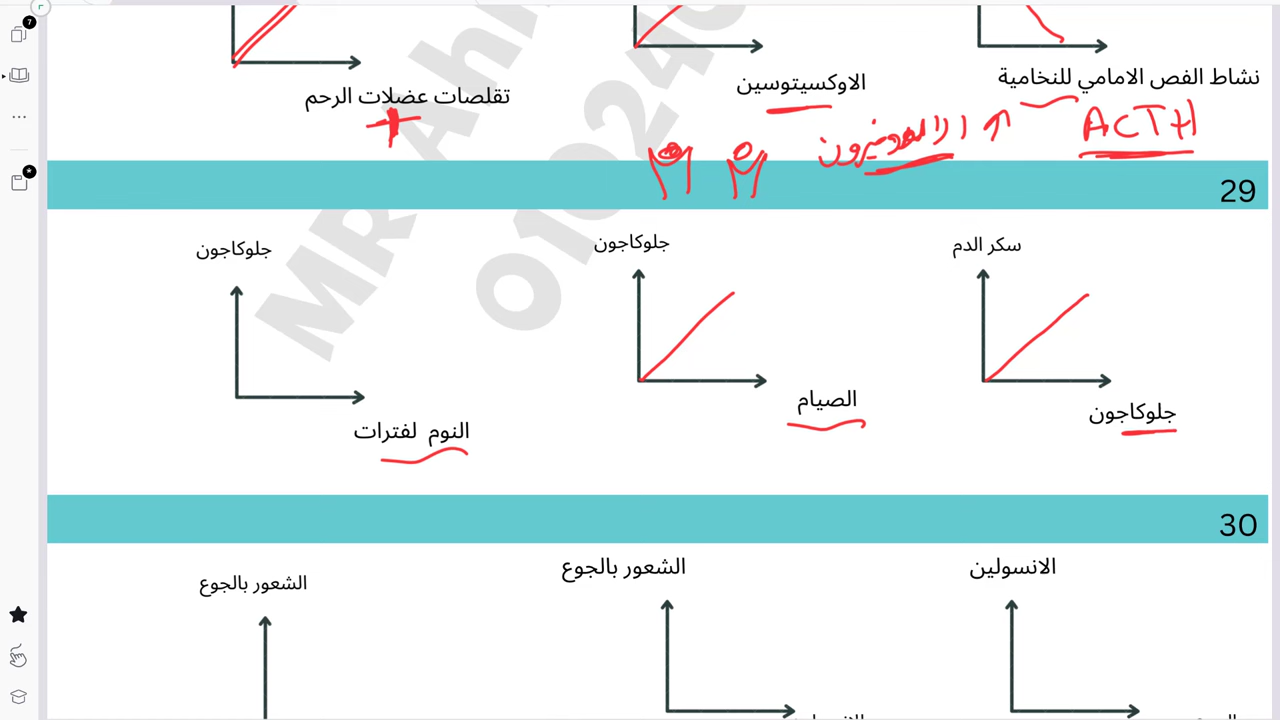 نشاط الفص الامامي للنخامية
الاوكسيتوسين
تقلصات عضلات الرحم
ACTH
29
سكر الدم
جلوكاجون
جلوكاجون
الصيام
جلوكاجون
النوم لفترات
30
الانسولين
الشعور بالجوع
الشعور بالجوع
7